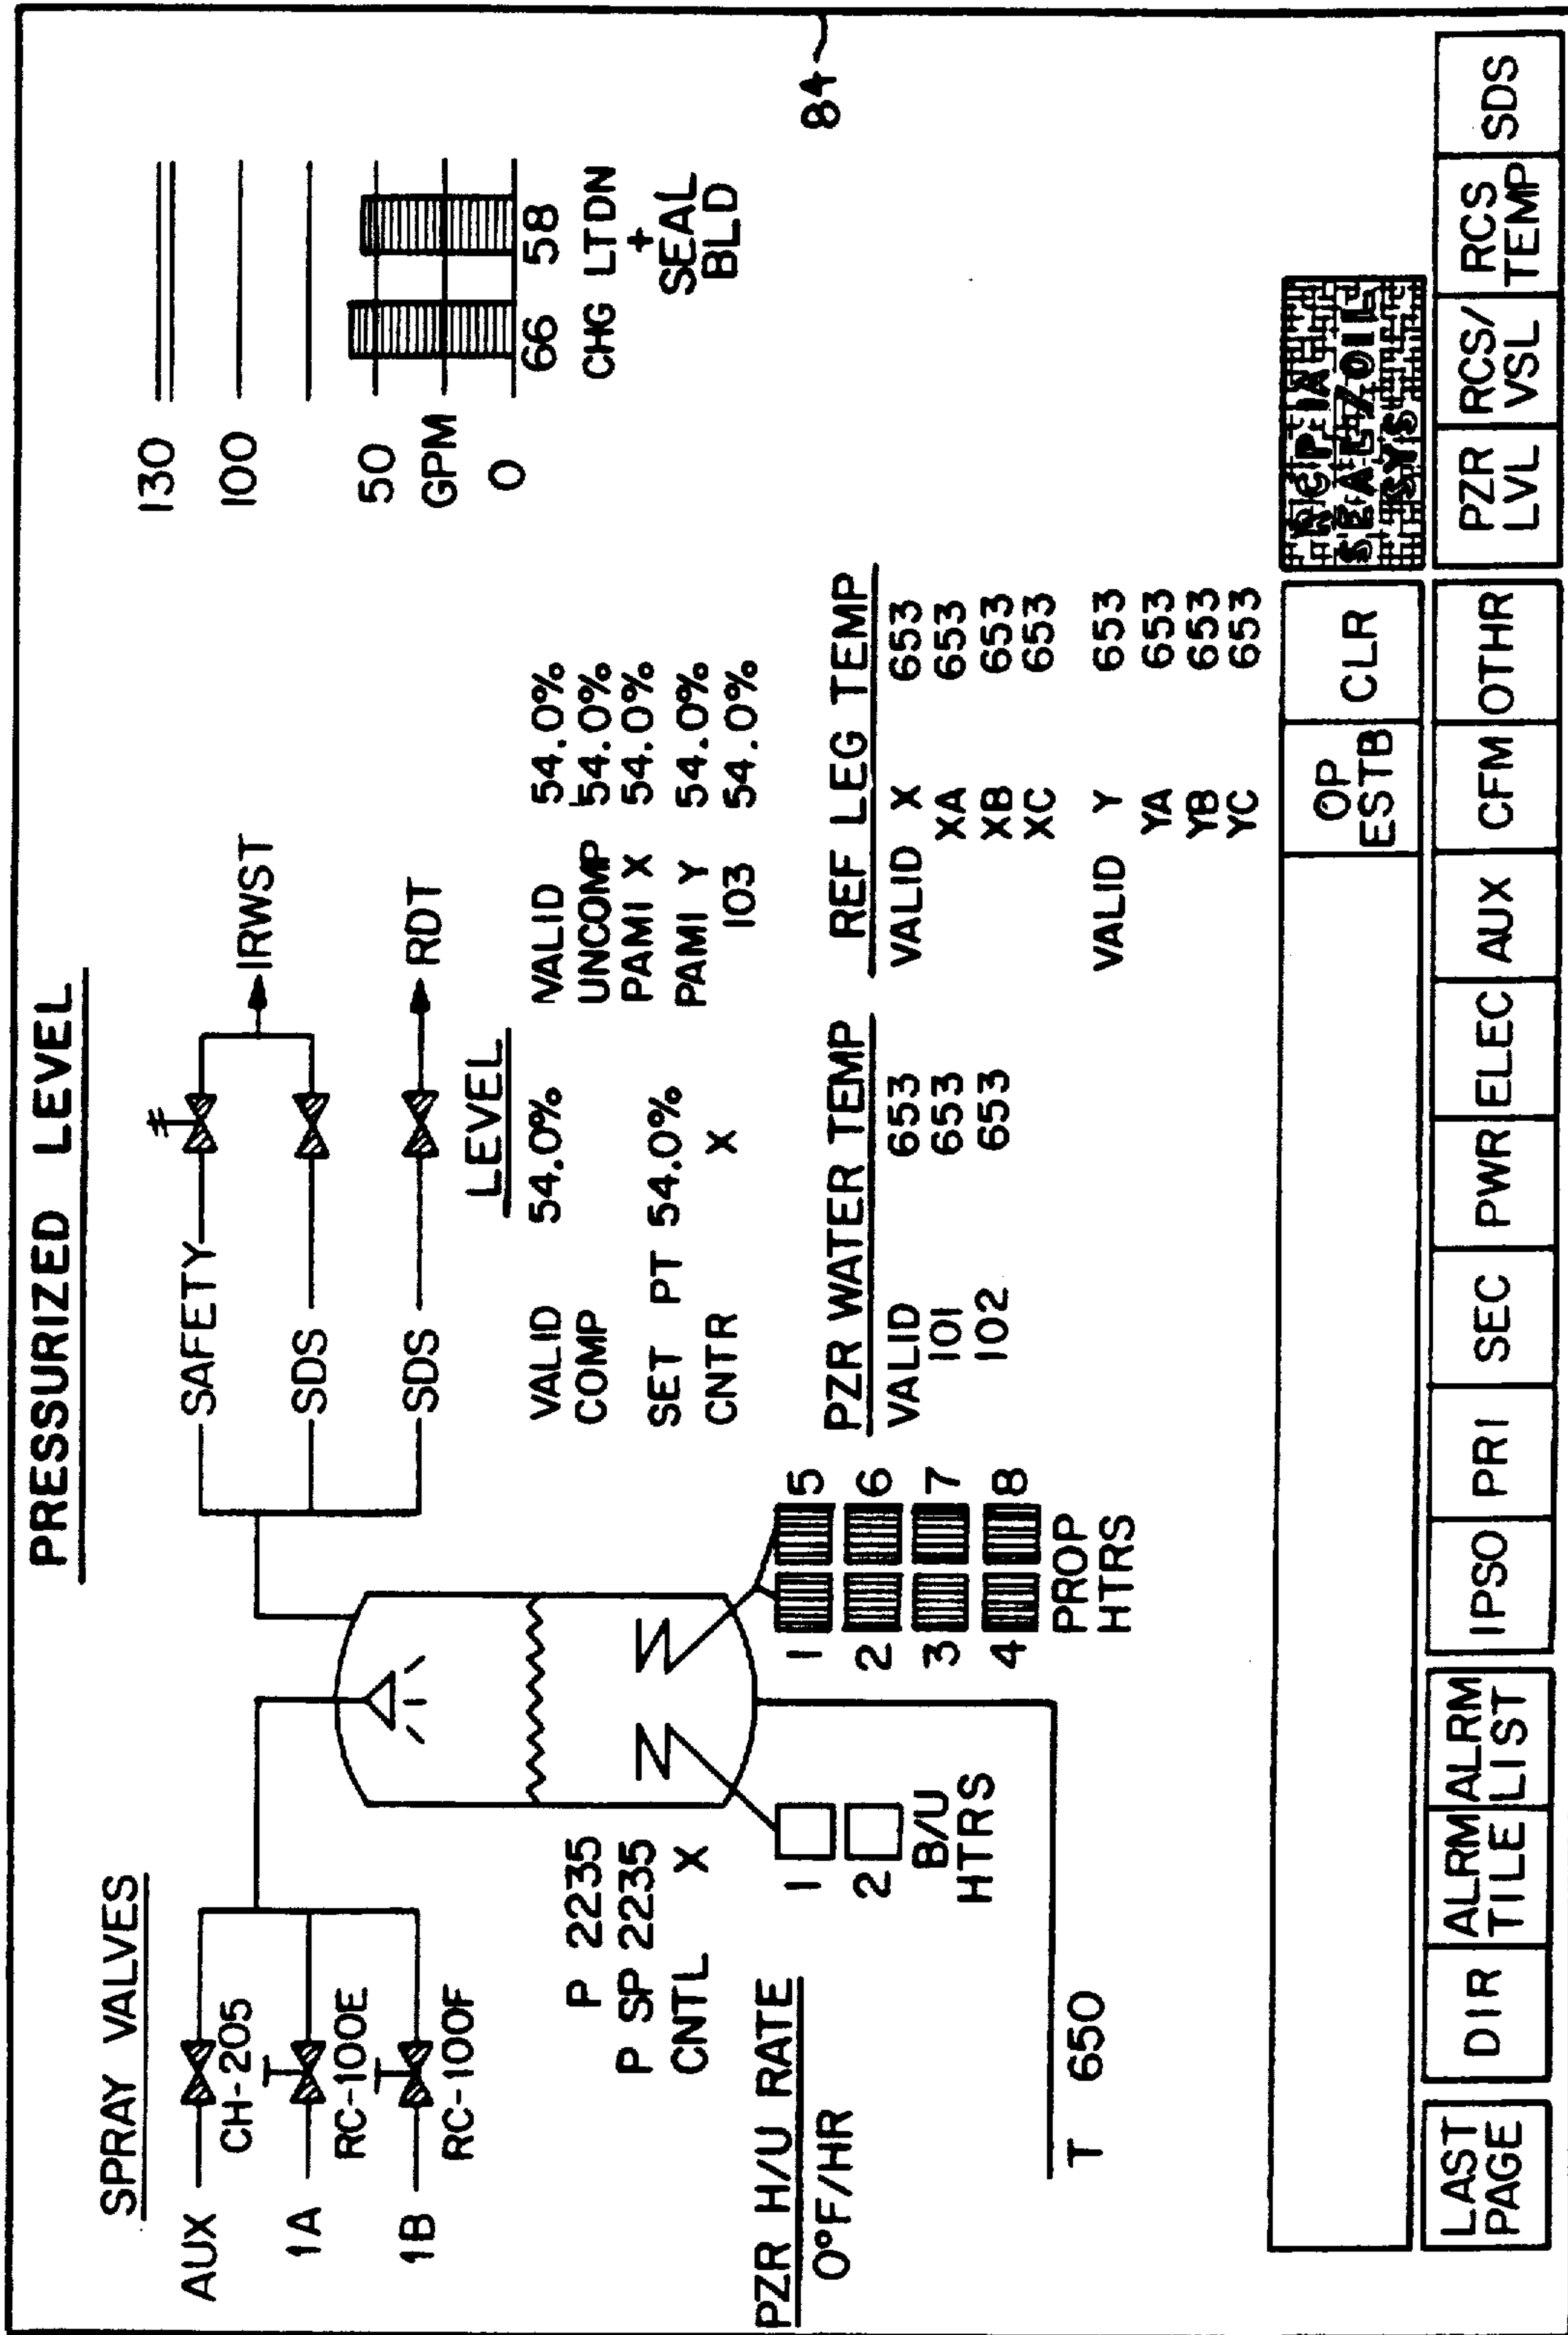 PRESSURIZED LEVEL
SPRAY VALVES
AUX
CH-205
1A
RC-100E
1B
RC-100F
SAFETY
SDS
SDS
IRWST
RDT
130
100
50
GPM
0
66 58
CHG LTDN
+
SEAL
BLD
84
P 2235
P SP 2235
CNTL X
LEVEL
VALID 54.0% VALID 54.0%
COMP UNCOMP 54.0%
PAMI X 54.0%
SET PT 54.0% PAMI Y 54.0%
CNTR X 103 54.0%
PZR H/U RATE
0°F/HR
1
2
B/U
HTRS
1 5
2 6
3 7
4 8
PROP
HTRS
T 650
PZR WATER TEMP
VALID 653
101 653
102 653
REF LEG TEMP
VALID X 653
XA 653
XB 653
XC 653
VALID Y 653
YA 653
YB 653
YC 653
OP
ESTB
CLR
SEAL/OIL
SYS
LAST
PAGE
DIR
ALRM
TILE
ALRM
LIST
IPSO
PRI
SEC
PWR
ELEC
AUX
CFM
OTHR
PZR
LVL
RCS/
VSL
RCS
TEMP
SDS